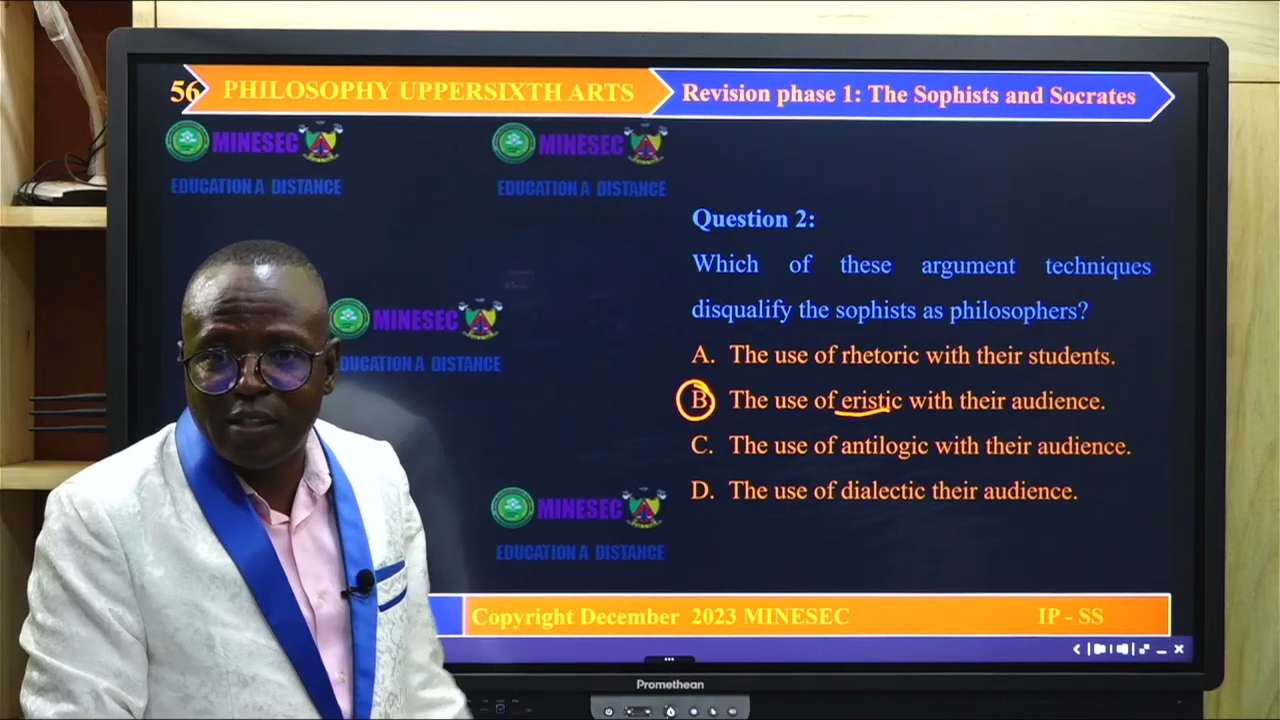 56 PHILOSOPHY UPPERSIXTH ARTS Revision phase 1: The Sophists and Socrates
MINESEC MINESEC
EDUCATION A DISTANCE EDUCATION A DISTANCE
Question 2:
Which of these argument techniques
disqualify the sophists as philosophers?
MINESEC
EDUCATION A DISTANCE
A. The use of rhetoric with their students.
B. The use of eristic with their audience.
C. The use of antilogic with their audience.
D. The use of dialectic their audience.
MINESEC
EDUCATION A DISTANCE
Copyright December 2023 MINESEC IP - SS
Promethean